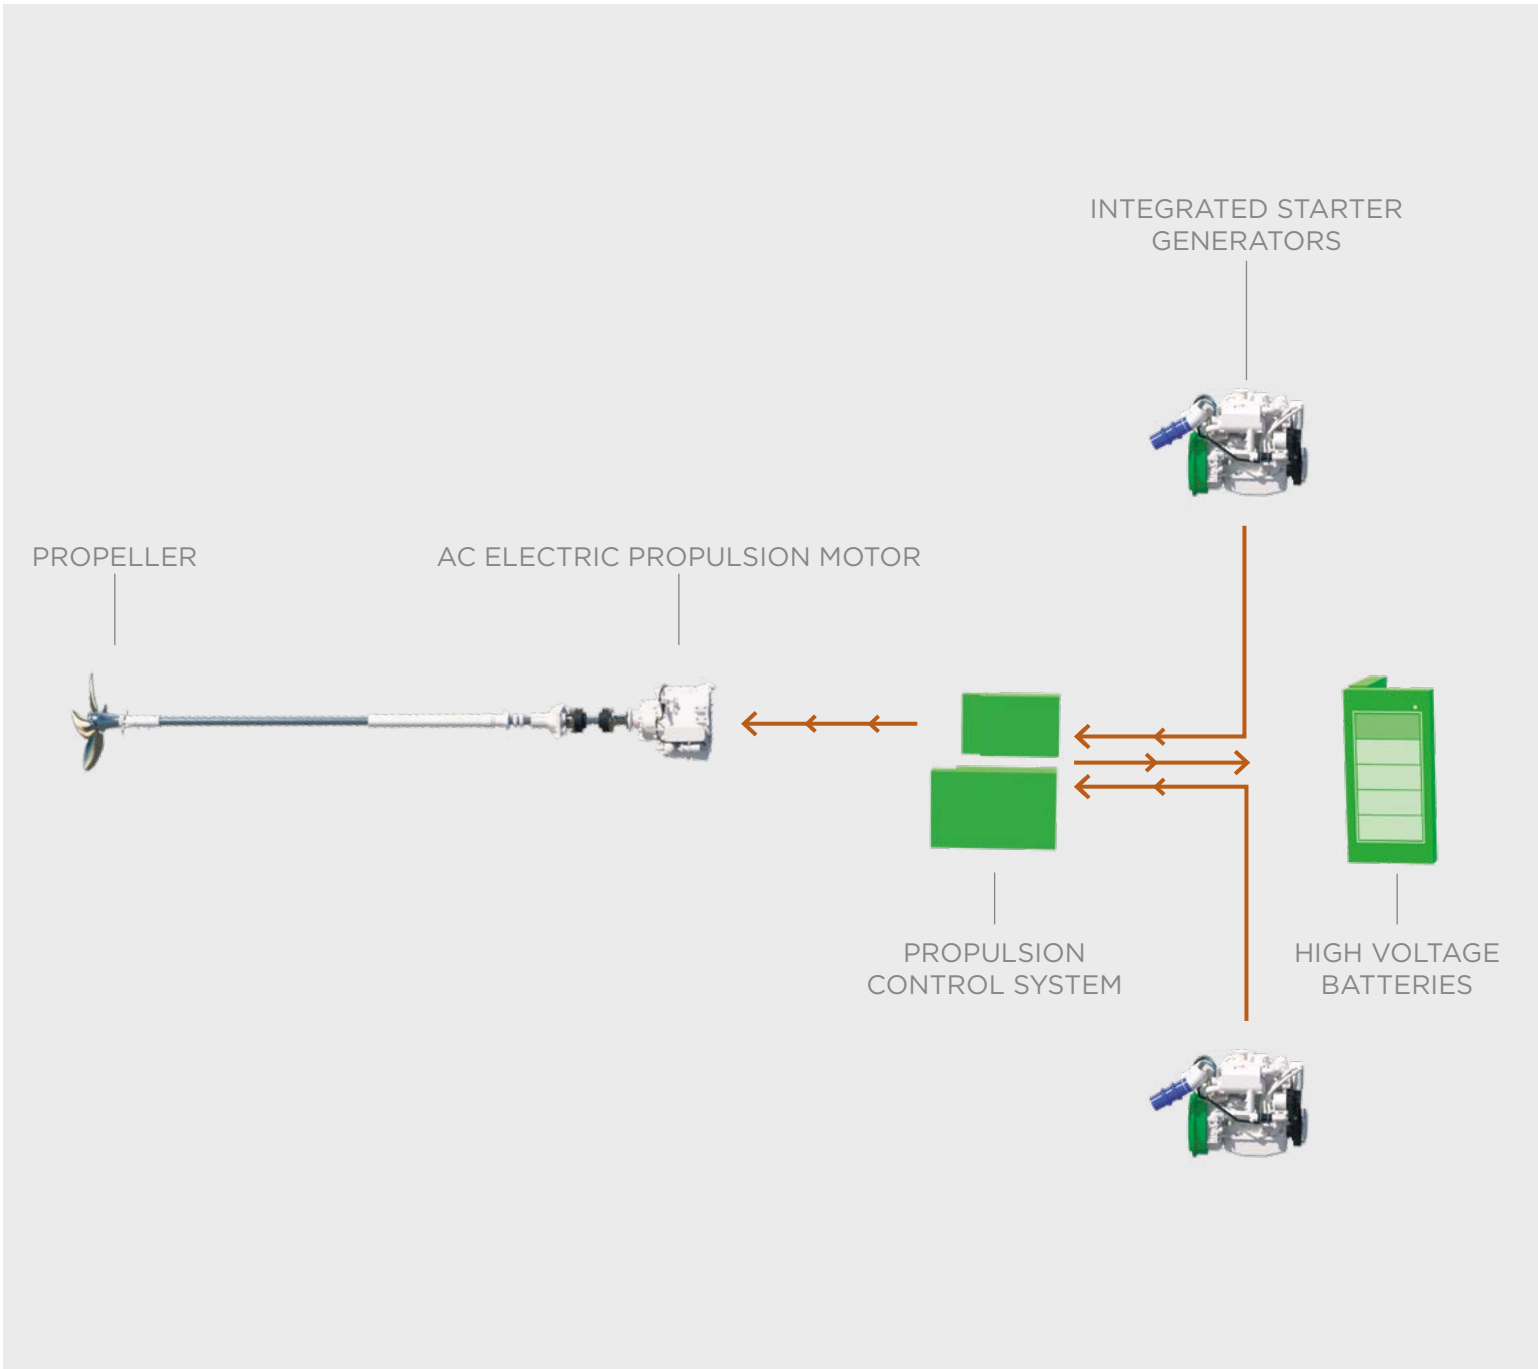 INTEGRATED STARTER
GENERATORS
PROPELLER
AC ELECTRIC PROPULSION MOTOR
PROPULSION
CONTROL SYSTEM
HIGH VOLTAGE
BATTERIES